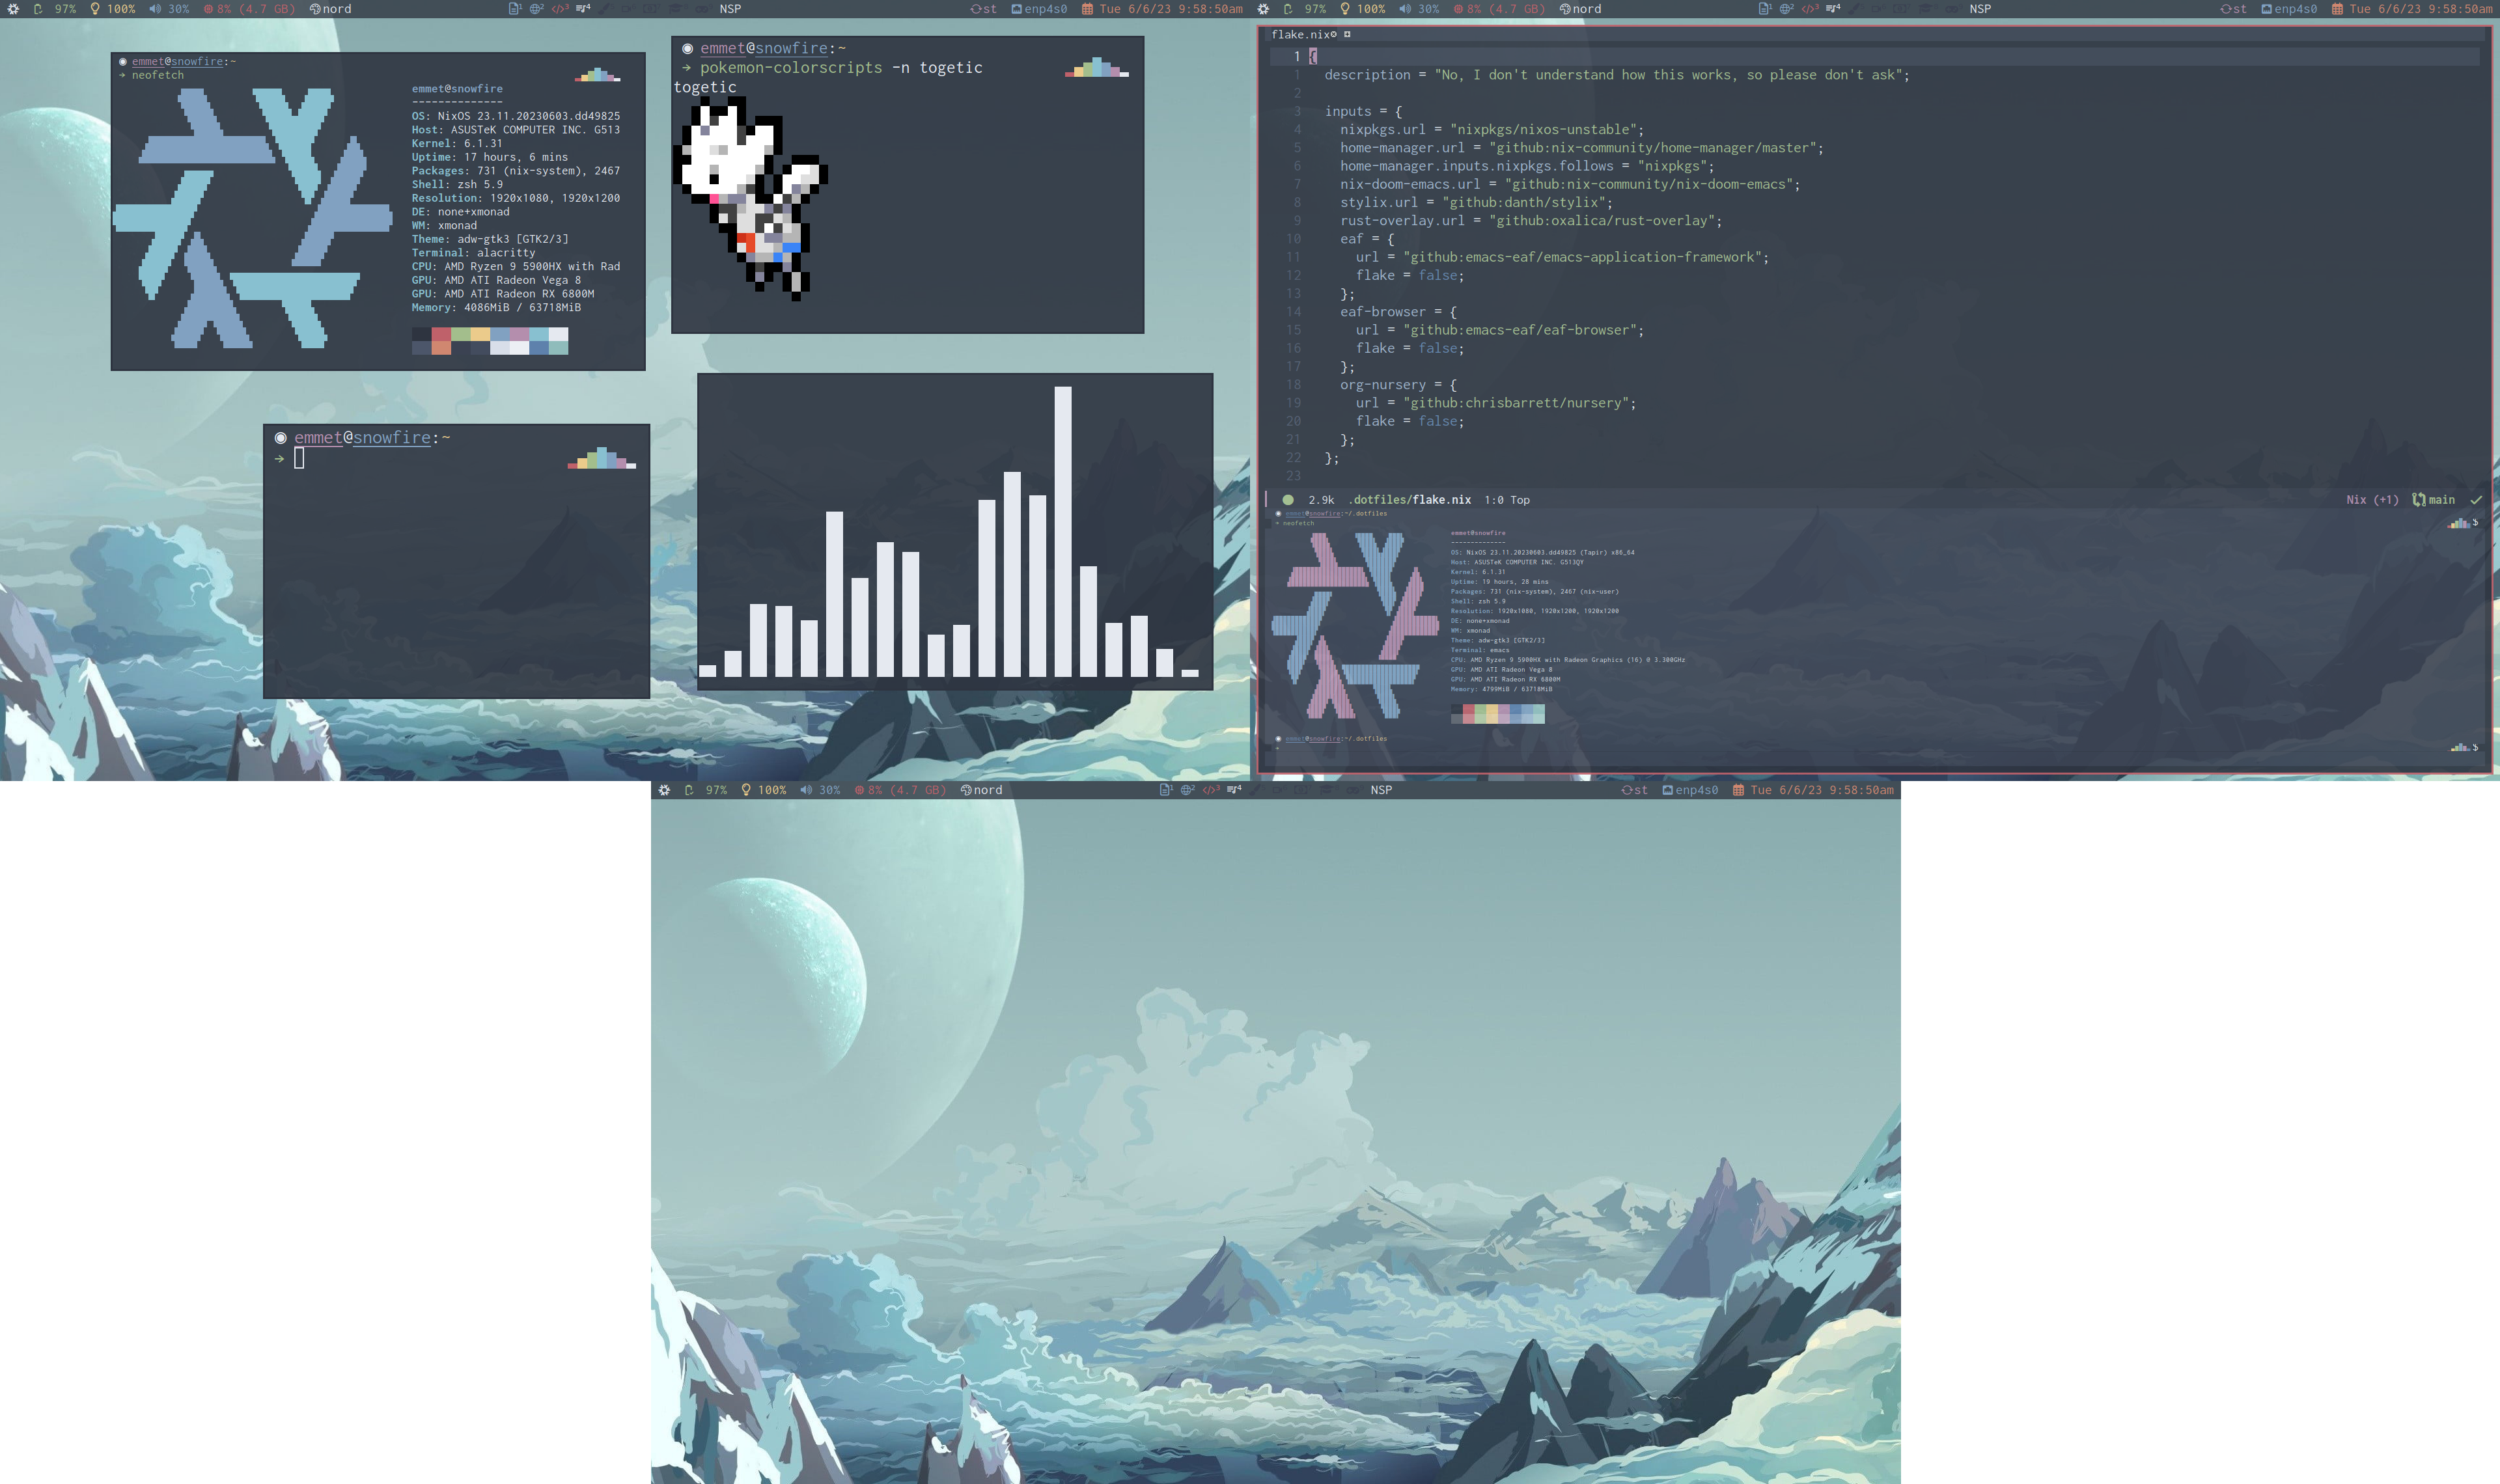 97% 100% 30% 8% (4.7 GB) nord 1 2 </>3 4 NSP st enp4s0 Tue 6/6/23 9:58:50am
emmet@snowfire:~
→ neofetch
emmet@snowfire
--------------
OS: NixOS 23.11.20230603.dd49825
Host: ASUSTeK COMPUTER INC. G513
Kernel: 6.1.31
Uptime: 17 hours, 6 mins
Packages: 731 (nix-system), 2467
Shell: zsh 5.9
Resolution: 1920x1080, 1920x1200
DE: none+xmonad
WM: xmonad
Theme: adw-gtk3 [GTK2/3]
Terminal: alacritty
CPU: AMD Ryzen 9 5900HX with Rad
GPU: AMD ATI Radeon Vega 8
GPU: AMD ATI Radeon RX 6800M
Memory: 4086MiB / 63718MiB
emmet@snowfire:~
→ pokemon-colorscripts -n togetic
togetic
emmet@snowfire:~
→
97% 100% 30% 8% (4.7 GB) nord 1 2 </>3 4 NSP st enp4s0 Tue 6/6/23 9:58:50am
flake.nix
1 {
1 description = "No, I don't understand how this works, so please don't ask";
2
3 inputs = {
4 nixpkgs.url = "nixpkgs/nixos-unstable";
5 home-manager.url = "github:nix-community/home-manager/master";
6 home-manager.inputs.nixpkgs.follows = "nixpkgs";
7 nix-doom-emacs.url = "github:nix-community/nix-doom-emacs";
8 stylix.url = "github:danth/stylix";
9 rust-overlay.url = "github:oxalica/rust-overlay";
10 eaf = {
11 url = "github:emacs-eaf/emacs-application-framework";
12 flake = false;
13 };
14 eaf-browser = {
15 url = "github:emacs-eaf/eaf-browser";
16 flake = false;
17 };
18 org-nursery = {
19 url = "github:chrisbarrett/nursery";
20 flake = false;
21 };
22 };
23
2.9k .dotfiles/flake.nix 1:0 Top Nix (+1) main
emmet@snowfire:~/.dotfiles
→ neofetch $
emmet@snowfire
--------------
OS: NixOS 23.11.20230603.dd49825 (Tapir) x86_64
Host: ASUSTeK COMPUTER INC. G513QY
Kernel: 6.1.31
Uptime: 19 hours, 28 mins
Packages: 731 (nix-system), 2467 (nix-user)
Shell: zsh 5.9
Resolution: 1920x1080, 1920x1200, 1920x1200
DE: none+xmonad
WM: xmonad
Theme: adw-gtk3 [GTK2/3]
Terminal: emacs
CPU: AMD Ryzen 9 5900HX with Radeon Graphics (16) @ 3.300GHz
GPU: AMD ATI Radeon Vega 8
GPU: AMD ATI Radeon RX 6800M
Memory: 4799MiB / 63718MiB
emmet@snowfire:~/.dotfiles
→ $
97% 100% 30% 8% (4.7 GB) nord 1 2 </>3 4 NSP st enp4s0 Tue 6/6/23 9:58:50am